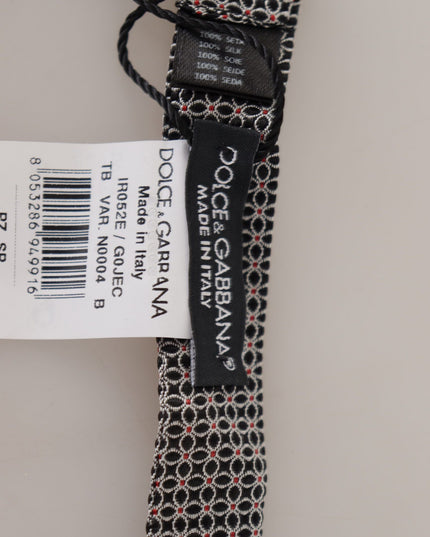 100% SETA
100% SILK
100% SOIE
100% SEIDE
100% SEDA
DOLCE & GABBANA
MADE IN ITALY
DOLCE & GABBANA
Made in Italy
IR052E / G0JEC
TB VAR. N0004 B
8 053286 949916